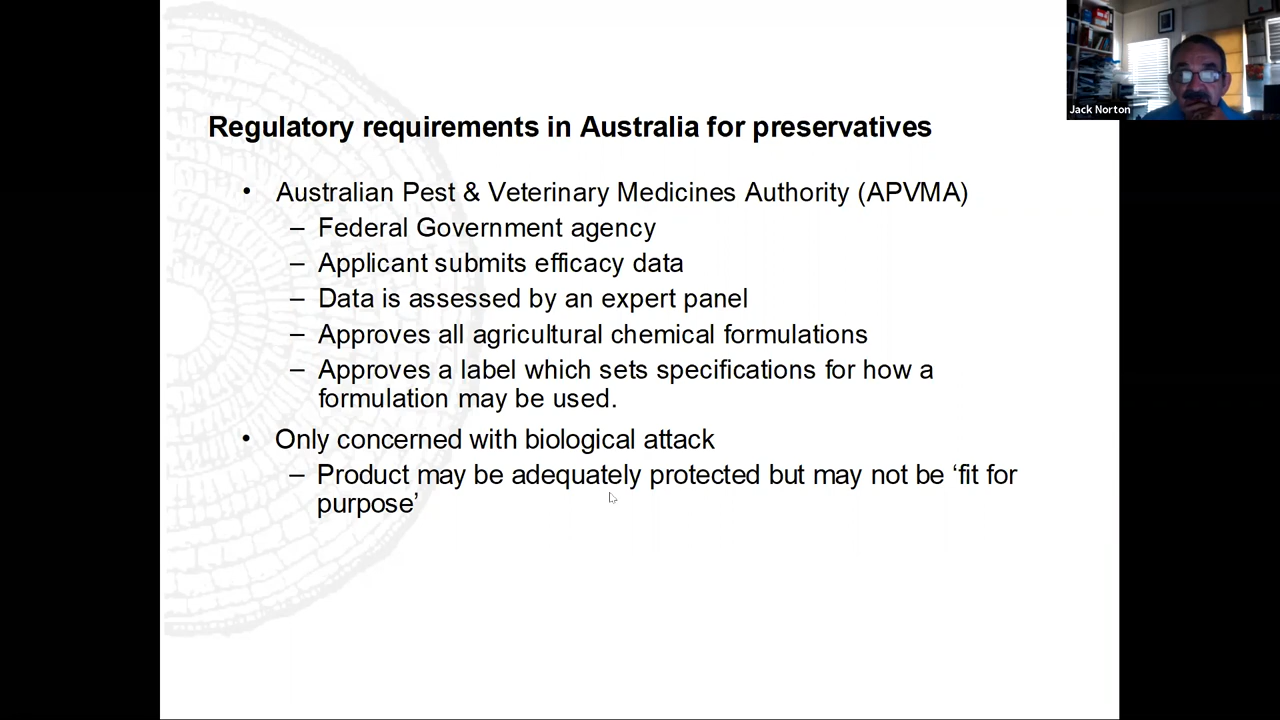 Jack Norton
Regulatory requirements in Australia for preservatives
• Australian Pest & Veterinary Medicines Authority (APVMA)
– Federal Government agency
– Applicant submits efficacy data
– Data is assessed by an expert panel
– Approves all agricultural chemical formulations
– Approves a label which sets specifications for how a
formulation may be used.
• Only concerned with biological attack
– Product may be adequately protected but may not be ‘fit for
purpose’